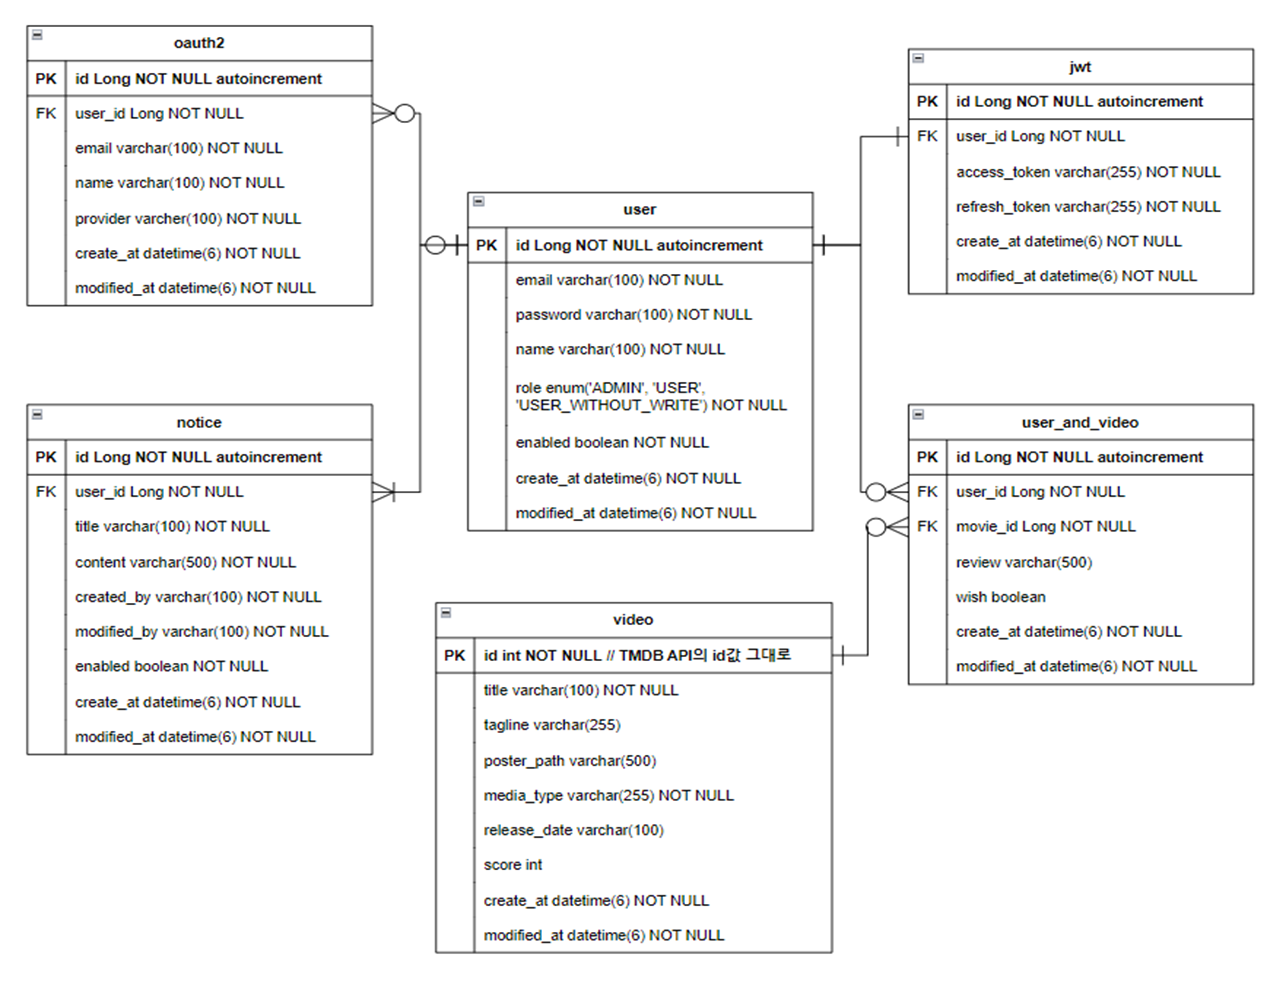 oauth2
PK id Long NOT NULL autoincrement
FK user_id Long NOT NULL
email varchar(100) NOT NULL
name varchar(100) NOT NULL
provider varcher(100) NOT NULL
create_at datetime(6) NOT NULL
modified_at datetime(6) NOT NULL
jwt
PK id Long NOT NULL autoincrement
FK user_id Long NOT NULL
access_token varchar(255) NOT NULL
refresh_token varchar(255) NOT NULL
create_at datetime(6) NOT NULL
modified_at datetime(6) NOT NULL
user
PK id Long NOT NULL autoincrement
email varchar(100) NOT NULL
password varchar(100) NOT NULL
name varchar(100) NOT NULL
role enum('ADMIN', 'USER',
'USER_WITHOUT_WRITE') NOT NULL
enabled boolean NOT NULL
create_at datetime(6) NOT NULL
modified_at datetime(6) NOT NULL
notice
PK id Long NOT NULL autoincrement
FK user_id Long NOT NULL
title varchar(100) NOT NULL
content varchar(500) NOT NULL
created_by varchar(100) NOT NULL
modified_by varchar(100) NOT NULL
enabled boolean NOT NULL
create_at datetime(6) NOT NULL
modified_at datetime(6) NOT NULL
user_and_video
PK id Long NOT NULL autoincrement
FK user_id Long NOT NULL
FK movie_id Long NOT NULL
review varchar(500)
wish boolean
create_at datetime(6) NOT NULL
modified_at datetime(6) NOT NULL
video
PK id int NOT NULL // TMDB API의 id값 그대로
title varchar(100) NOT NULL
tagline varchar(255)
poster_path varchar(500)
media_type varchar(255) NOT NULL
release_date varchar(100)
score int
create_at datetime(6) NOT NULL
modified_at datetime(6) NOT NULL